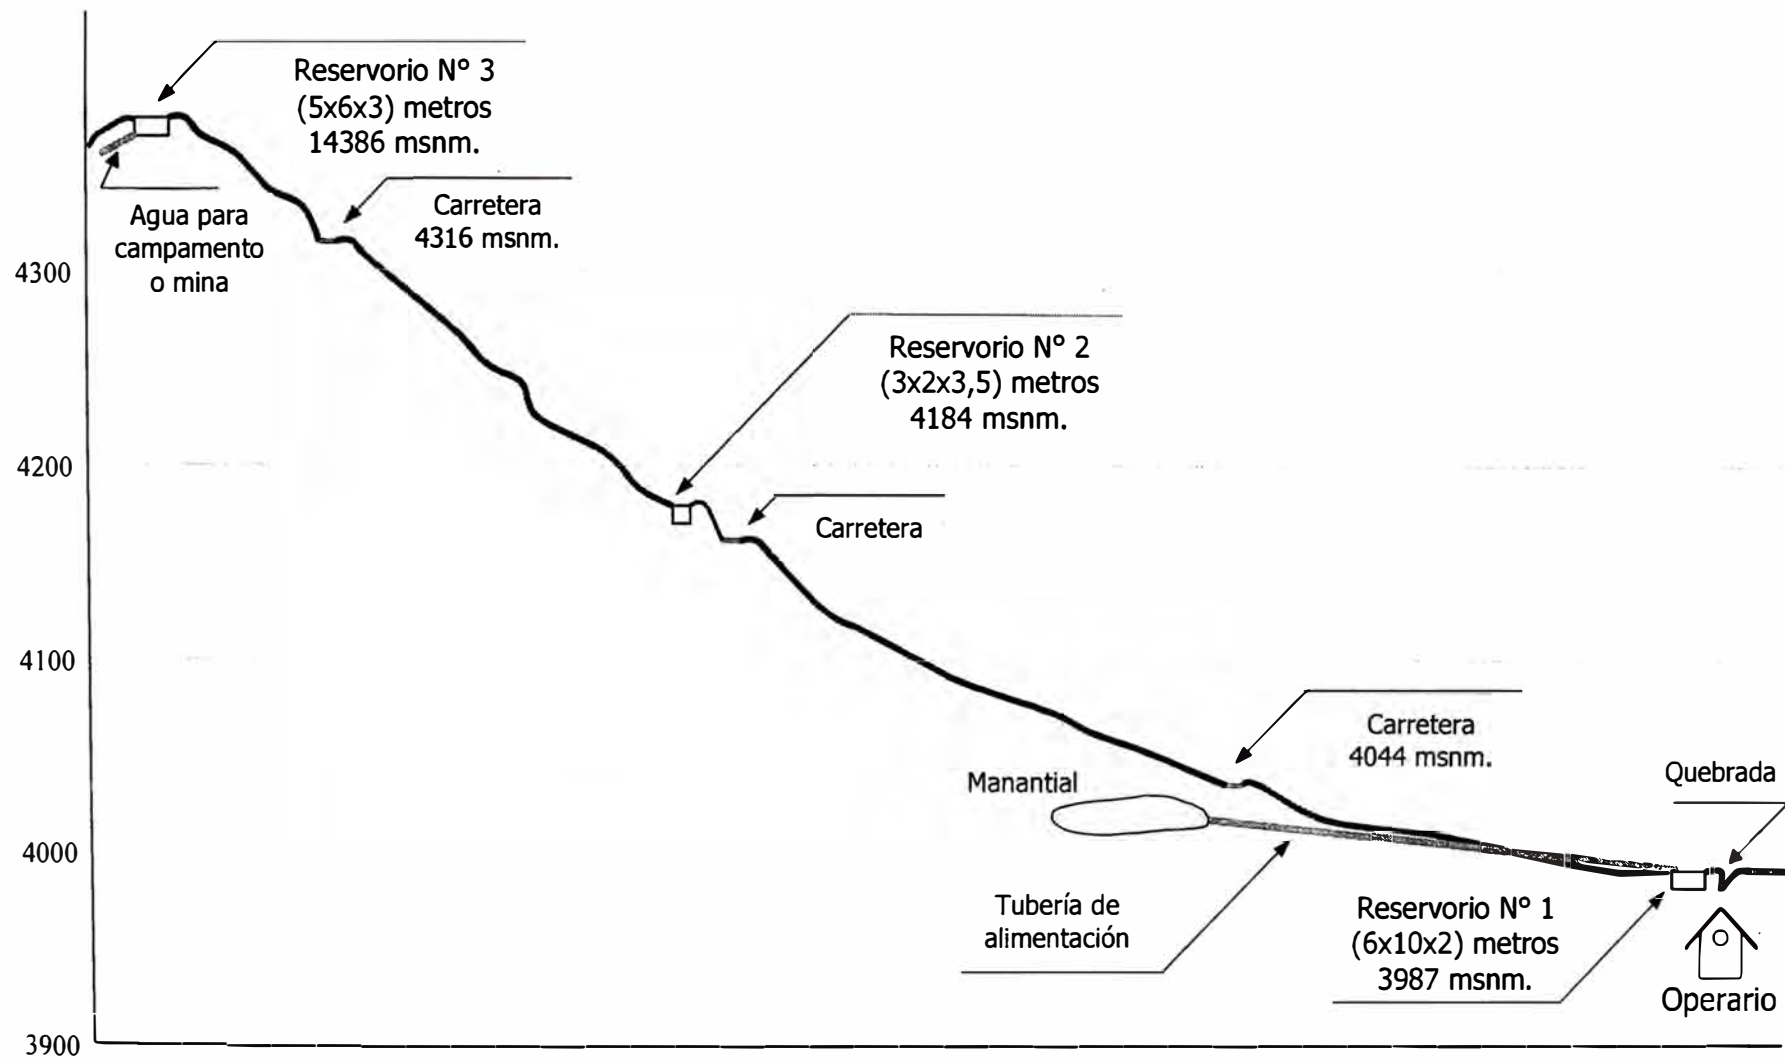 Reservorio N° 3
(5x6x3) metros
14386 msnm.
Carretera
4316 msnm.
Agua para
campamento
o mina
4300
Reservorio N° 2
(3x2x3,5) metros
4184 msnm.
4200
Carretera
4100
Carretera
4044 msnm.
Manantial
Quebrada
4000
Tubería de
alimentación
Reservorio N° 1
(6x10x2) metros
3987 msnm.
Operario
3900